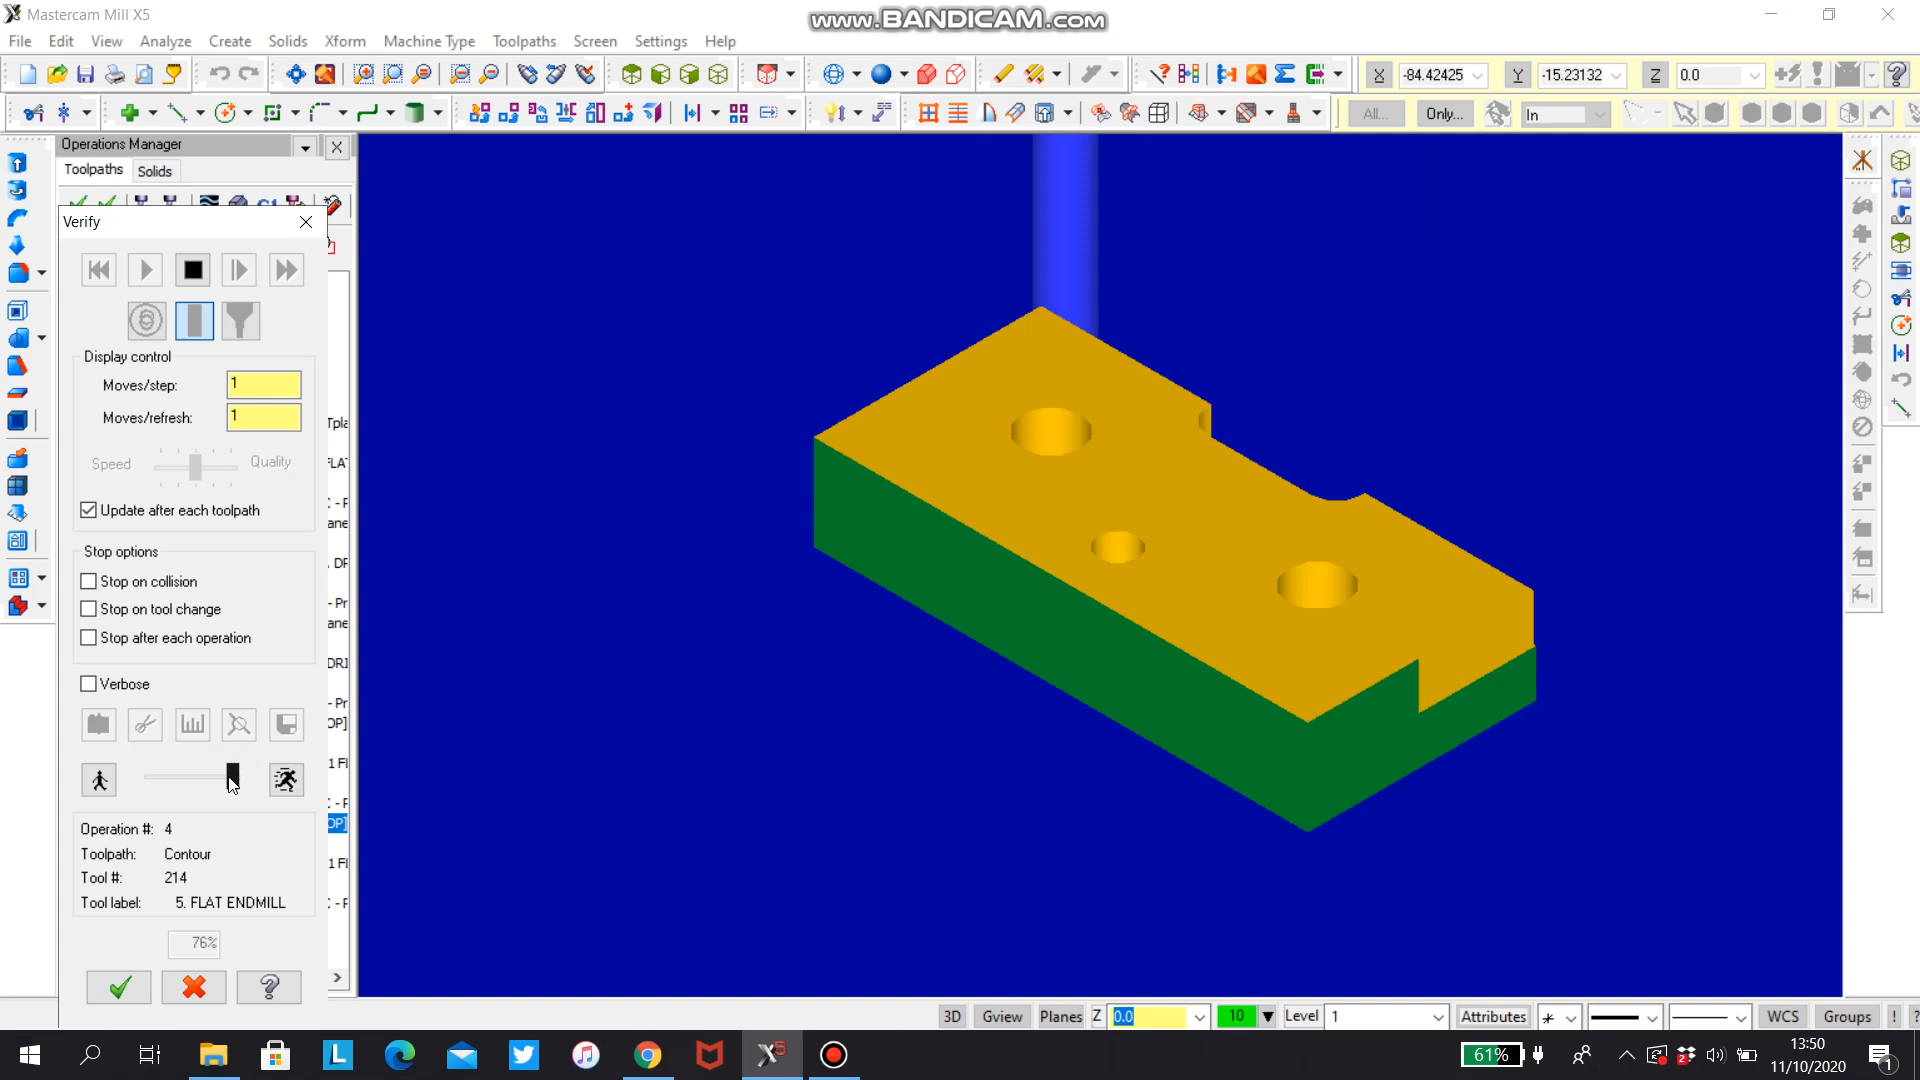 Mastercam Mill X5
www.BANDICAM.com
File Edit View Analyze Create Solids Xform Machine Type Toolpaths Screen Settings Help
X -84.42425 Y -15.23132 Z 0.0
All... Only... In
Operations Manager
Toolpaths Solids
Verify
Display control
Moves/step: 1
Moves/refresh: 1
Speed Quality
Update after each toolpath
Stop options
Stop on collision
Stop on tool change
Stop after each operation
Verbose
Operation #: 4
Toolpath: Contour
Tool #: 214
Tool label: 5. FLAT ENDMILL
76%
3D Gview Planes Z 0.0 10 Level 1 Attributes WCS Groups ! ?
61% 13:50
11/10/2020